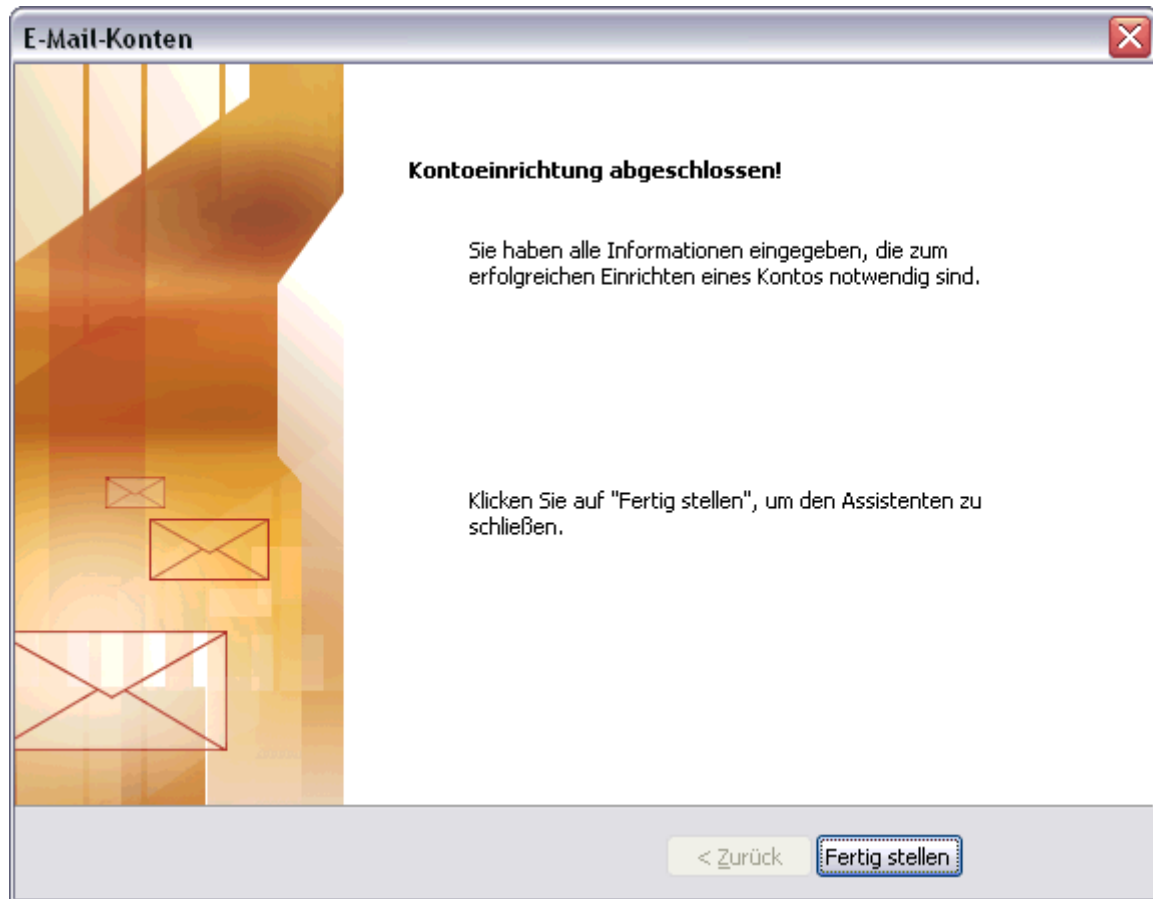 E-Mail-Konten
Kontoeinrichtung abgeschlossen!
Sie haben alle Informationen eingegeben, die zum
erfolgreichen Einrichten eines Kontos notwendig sind.
Klicken Sie auf "Fertig stellen", um den Assistenten zu
schließen.
< Zurück
Fertig stellen